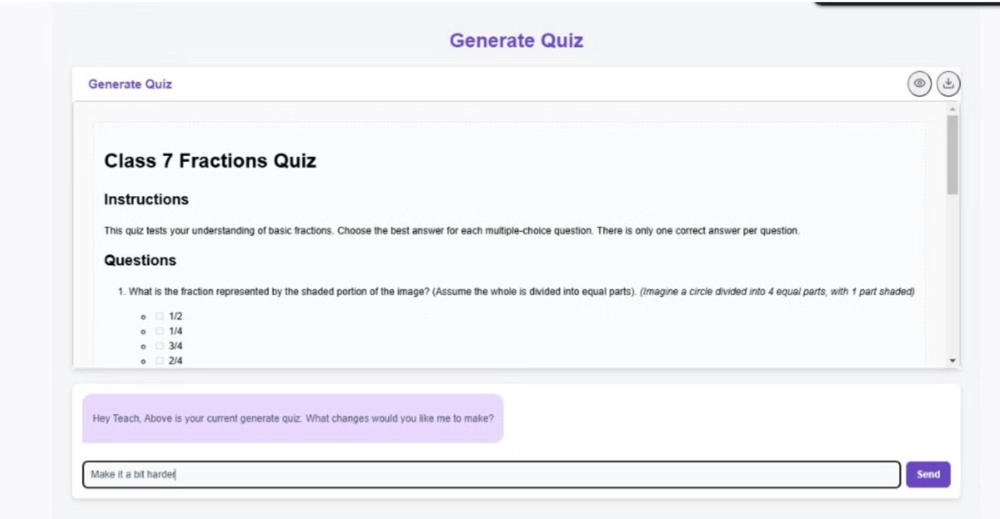 Generate Quiz
Generate Quiz
Class 7 Fractions Quiz
Instructions
This quiz tests your understanding of basic fractions. Choose the best answer for each multiple-choice question. There is only one correct answer per question.
Questions
1. What is the fraction represented by the shaded portion of the image? (Assume the whole is divided into equal parts). (Imagine a circle divided into 4 equal parts, with 1 part shaded)
1/2
1/4
3/4
2/4
Hey Teach, Above is your current generate quiz. What changes would you like me to make?
Make it a bit harder
Send